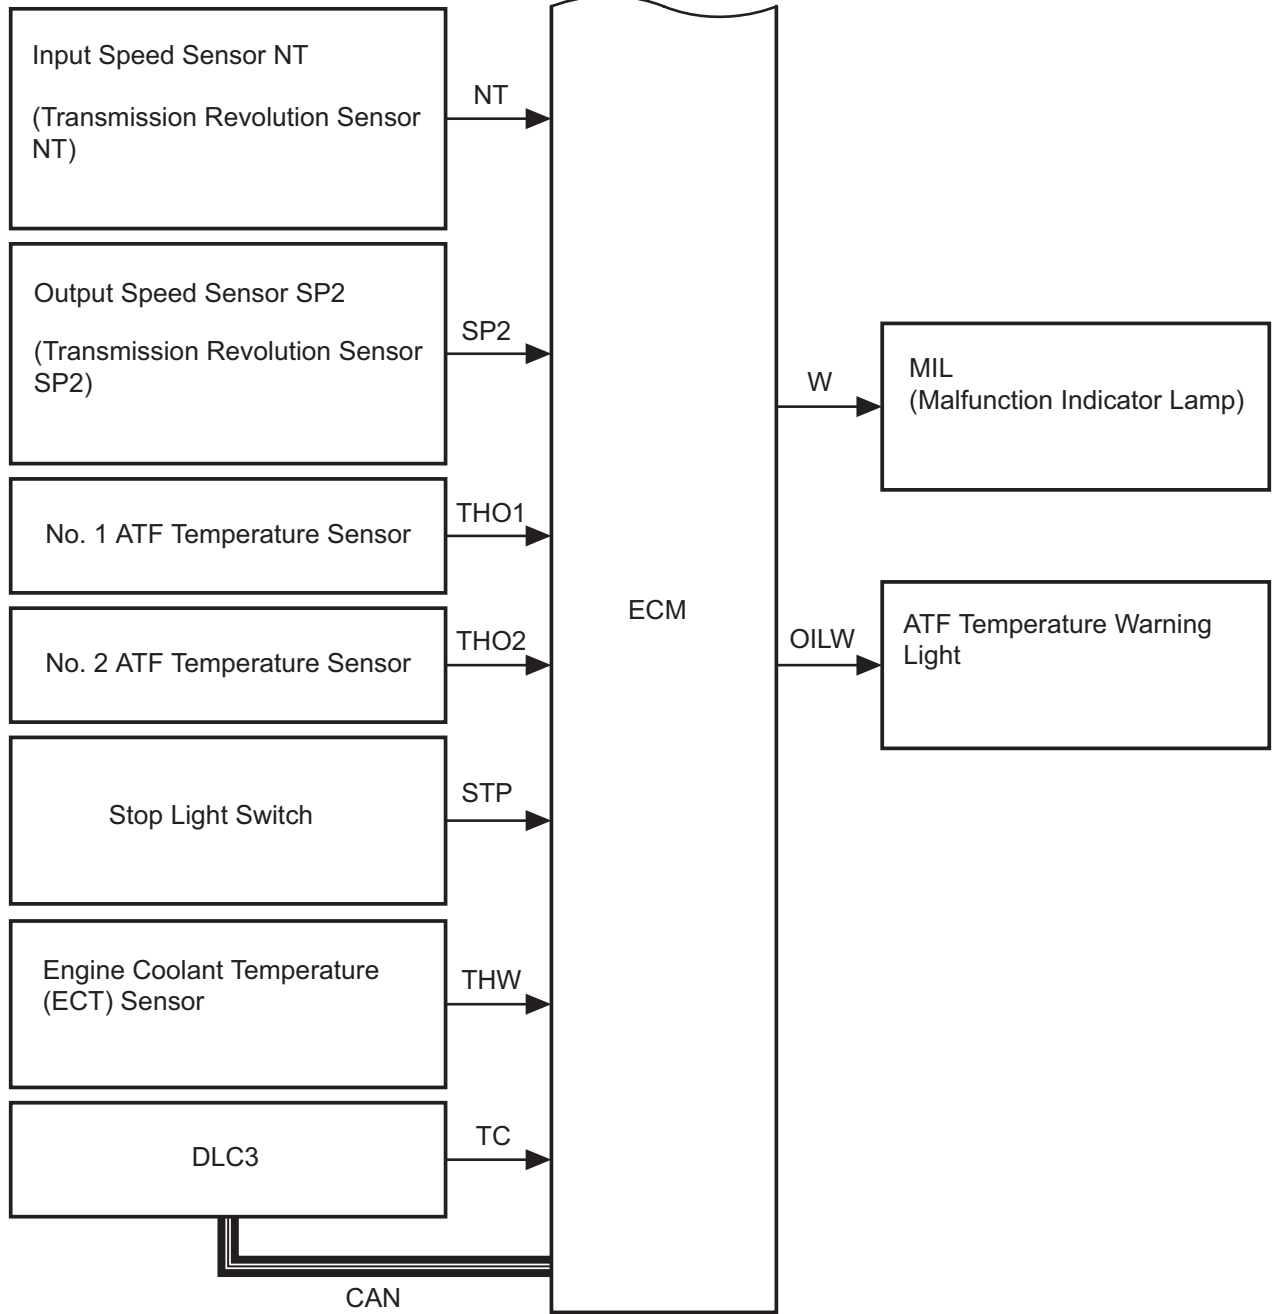 Input Speed Sensor NT
(Transmission Revolution Sensor
NT)
NT
Output Speed Sensor SP2
(Transmission Revolution Sensor
SP2)
SP2
No. 1 ATF Temperature Sensor
THO1
No. 2 ATF Temperature Sensor
THO2
Stop Light Switch
STP
Engine Coolant Temperature
(ECT) Sensor
THW
DLC3
TC
CAN
ECM
W
MIL
(Malfunction Indicator Lamp)
OILW
ATF Temperature Warning
Light